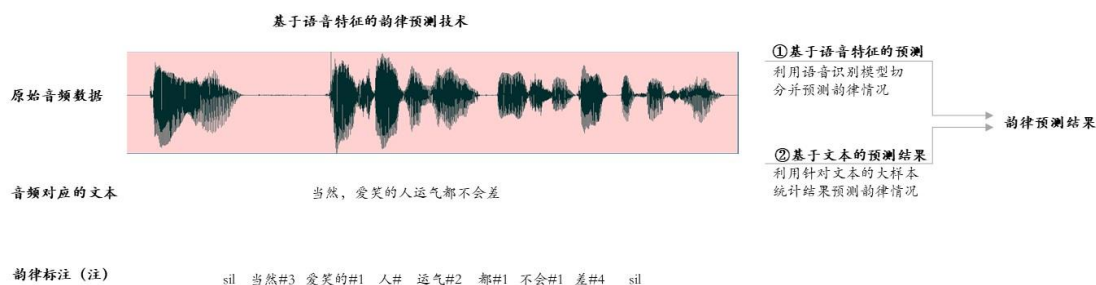 基于语音特征的韵律预测技术
原始音频数据
①基于语音特征的预测
利用语音识别模型切
分并预测韵律情况
韵律预测结果
②基于文本的预测结果
利用针对文本的大样本
统计结果预测韵律情况
音频对应的文本
当然，爱笑的人运气都不会差
韵律标注（注）
sil 当然#3 爱笑的#1 人# 运气#2 都#1 不会#1 差#4 sil